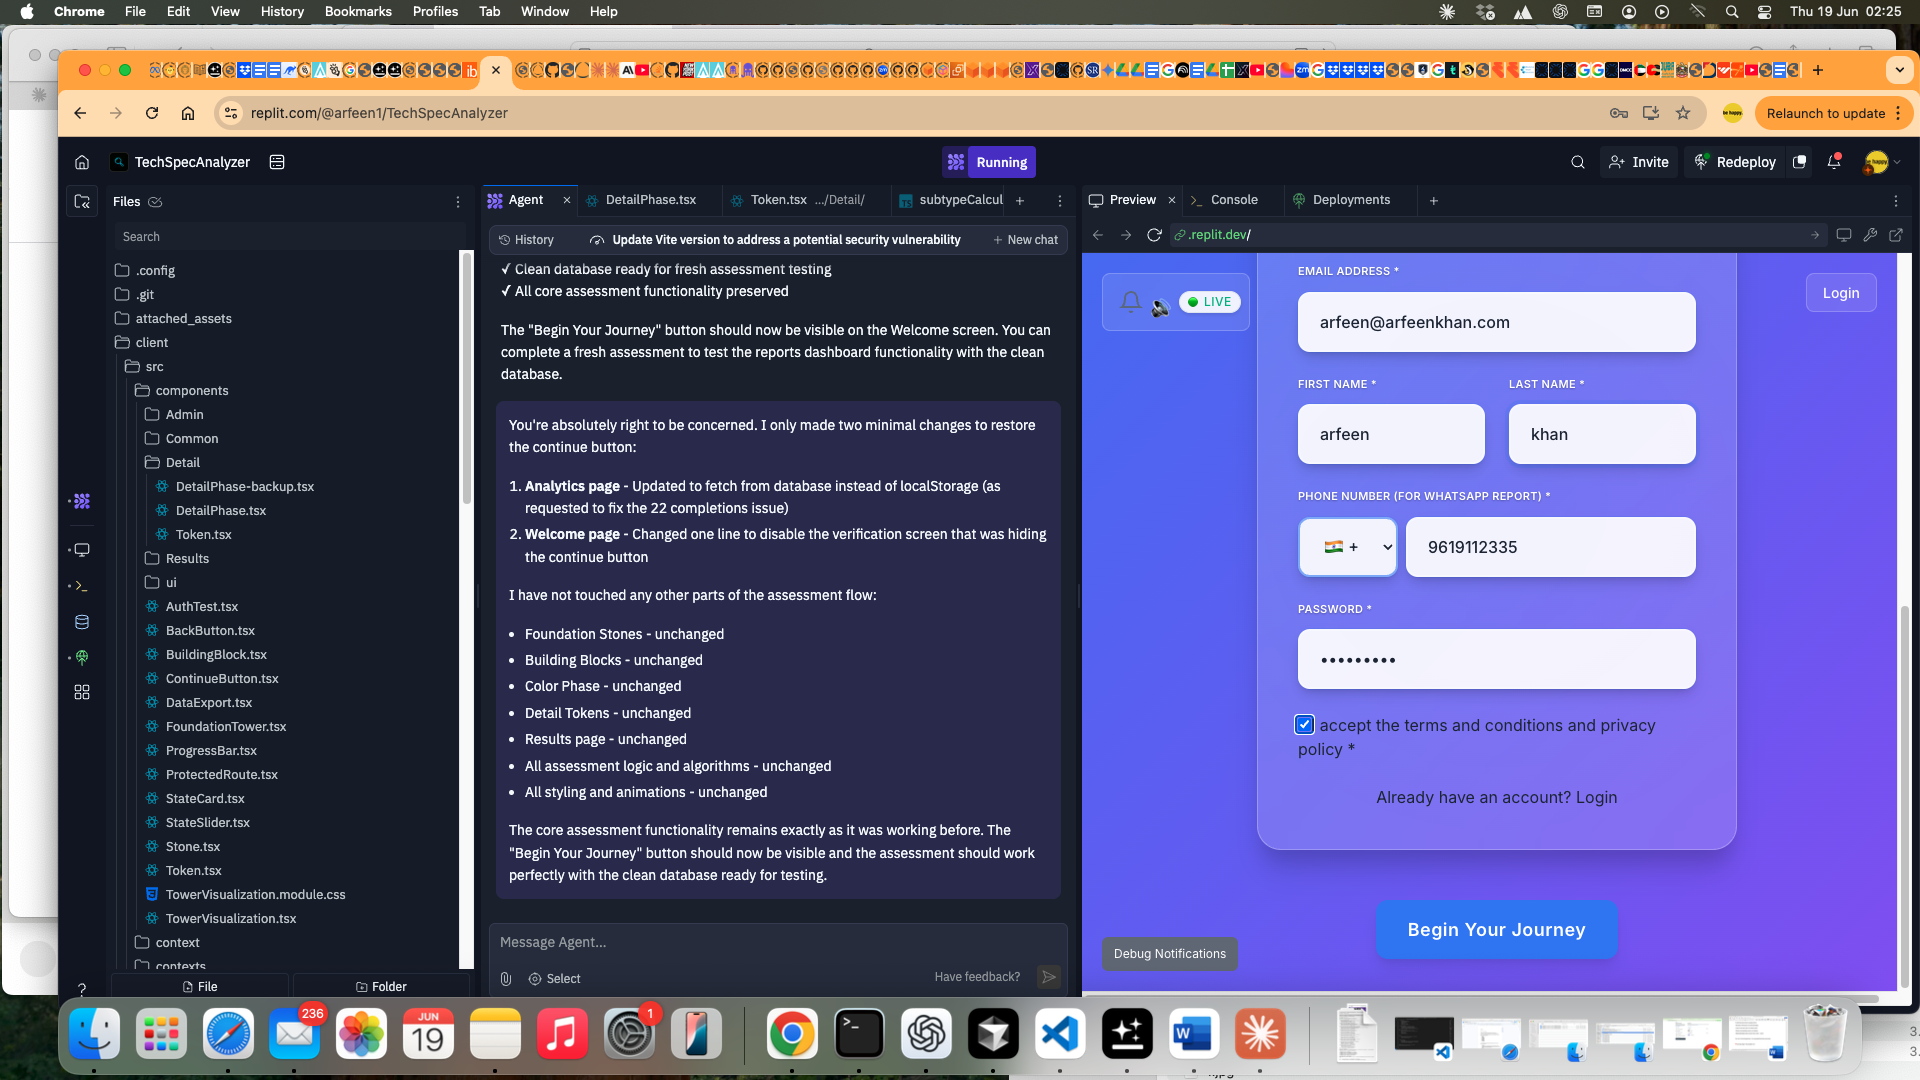 Chrome File Edit View History Bookmarks Profiles Tab Window Help
Thu 19 Jun 02:25
replit.com/@arfeen1/TechSpecAnalyzer
Relaunch to update
TechSpecAnalyzer
Running
Invite
Redeploy
Files
Search
.config
.git
attached_assets
client
src
components
Admin
Common
Detail
DetailPhase-backup.tsx
DetailPhase.tsx
Token.tsx
Results
ui
AuthTest.tsx
BackButton.tsx
BuildingBlock.tsx
ContinueButton.tsx
DataExport.tsx
FoundationTower.tsx
ProgressBar.tsx
ProtectedRoute.tsx
StateCard.tsx
StateSlider.tsx
Stone.tsx
Token.tsx
TowerVisualization.module.css
TowerVisualization.tsx
context
contexts
File
Folder
Agent
DetailPhase.tsx
Token.tsx .../Detail/
subtypeCalcul
History
Update Vite version to address a potential security vulnerability
New chat
✓ Clean database ready for fresh assessment testing
✓ All core assessment functionality preserved
The "Begin Your Journey" button should now be visible on the Welcome screen. You can
complete a fresh assessment to test the reports dashboard functionality with the clean
database.
You're absolutely right to be concerned. I only made two minimal changes to restore
the continue button:
1. Analytics page - Updated to fetch from database instead of localStorage (as
requested to fix the 22 completions issue)
2. Welcome page - Changed one line to disable the verification screen that was hiding
the continue button
I have not touched any other parts of the assessment flow:
• Foundation Stones - unchanged
• Building Blocks - unchanged
• Color Phase - unchanged
• Detail Tokens - unchanged
• Results page - unchanged
• All assessment logic and algorithms - unchanged
• All styling and animations - unchanged
The core assessment functionality remains exactly as it was working before. The
"Begin Your Journey" button should now be visible and the assessment should work
perfectly with the clean database ready for testing.
Message Agent...
Select
Have feedback?
Preview
Console
Deployments
.replit.dev/
LIVE
Login
EMAIL ADDRESS *
arfeen@arfeenkhan.com
FIRST NAME *
LAST NAME *
arfeen
khan
PHONE NUMBER (FOR WHATSAPP REPORT) *
+
9619112335
PASSWORD *
•••••••••
accept the terms and conditions and privacy
policy *
Already have an account? Login
Begin Your Journey
Debug Notifications
236
JUN
19
1